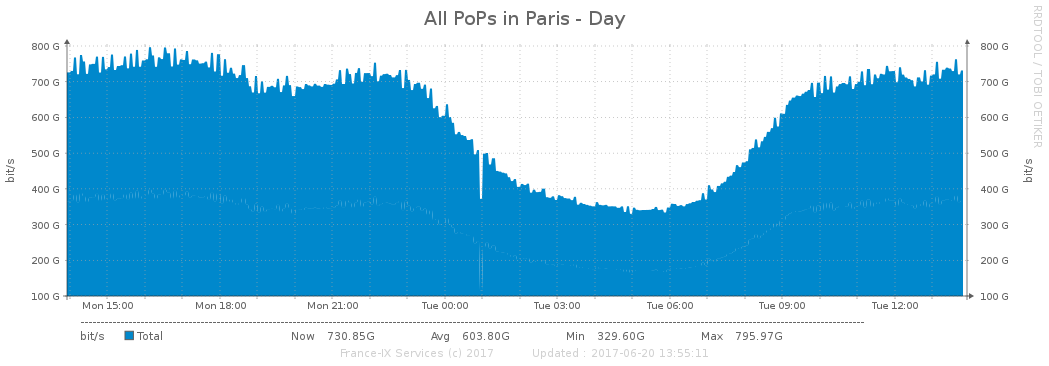 All PoPs in Paris - Day
RRDTOOL / TOBI OETIKER
800 G 800 G
700 G 700 G
600 G 600 G
500 G 500 G
400 G 400 G
300 G 300 G
200 G 200 G
100 G 100 G
bit/s bit/s
Mon 15:00 Mon 18:00 Mon 21:00 Tue 00:00 Tue 03:00 Tue 06:00 Tue 09:00 Tue 12:00
bit/s Total Now 730.85G Avg 603.80G Min 329.60G Max 795.97G
France-IX Services (c) 2017 Updated : 2017-06-20 13:55:11